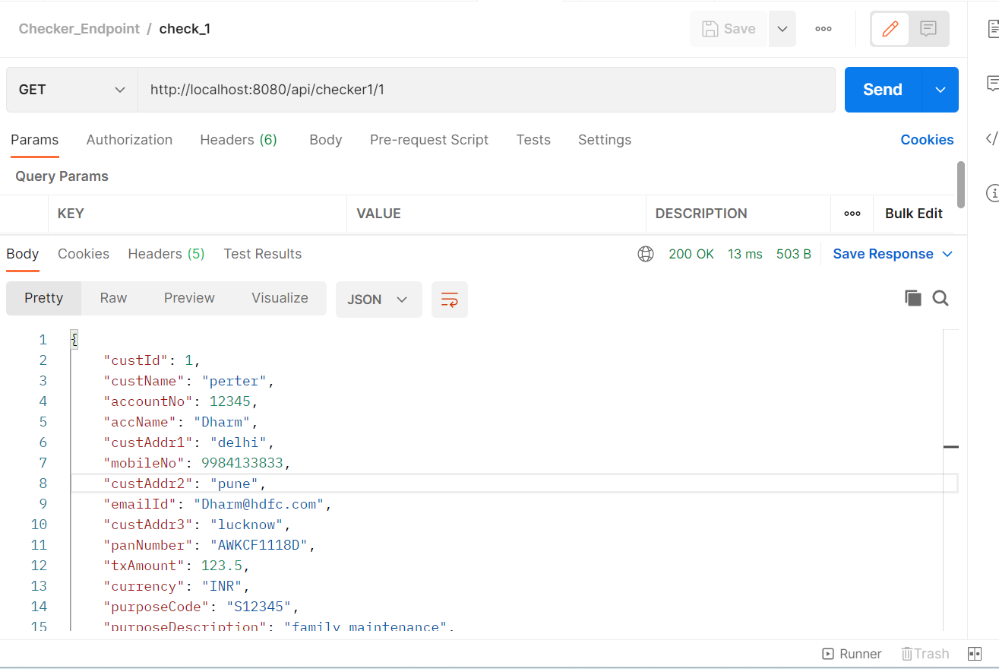 Checker_Endpoint / check_1
Save
GET
http://localhost:8080/api/checker1/1
Send
Params Authorization Headers (6) Body Pre-request Script Tests Settings Cookies
Query Params
KEY VALUE DESCRIPTION Bulk Edit
Body Cookies Headers (5) Test Results 200 OK 13 ms 503 B Save Response
Pretty Raw Preview Visualize JSON
1 {
2 "custId": 1,
3 "custName": "perter",
4 "accountNo": 12345,
5 "accName": "Dharm",
6 "custAddr1": "delhi",
7 "mobileNo": 9984133833,
8 "custAddr2": "pune",
9 "emailId": "Dharm@hdfc.com",
10 "custAddr3": "lucknow",
11 "panNumber": "AWKCF1118D",
12 "txAmount": 123.5,
13 "currency": "INR",
14 "purposeCode": "S12345",
15 "purposeDescription": "family maintenance",
Runner Trash